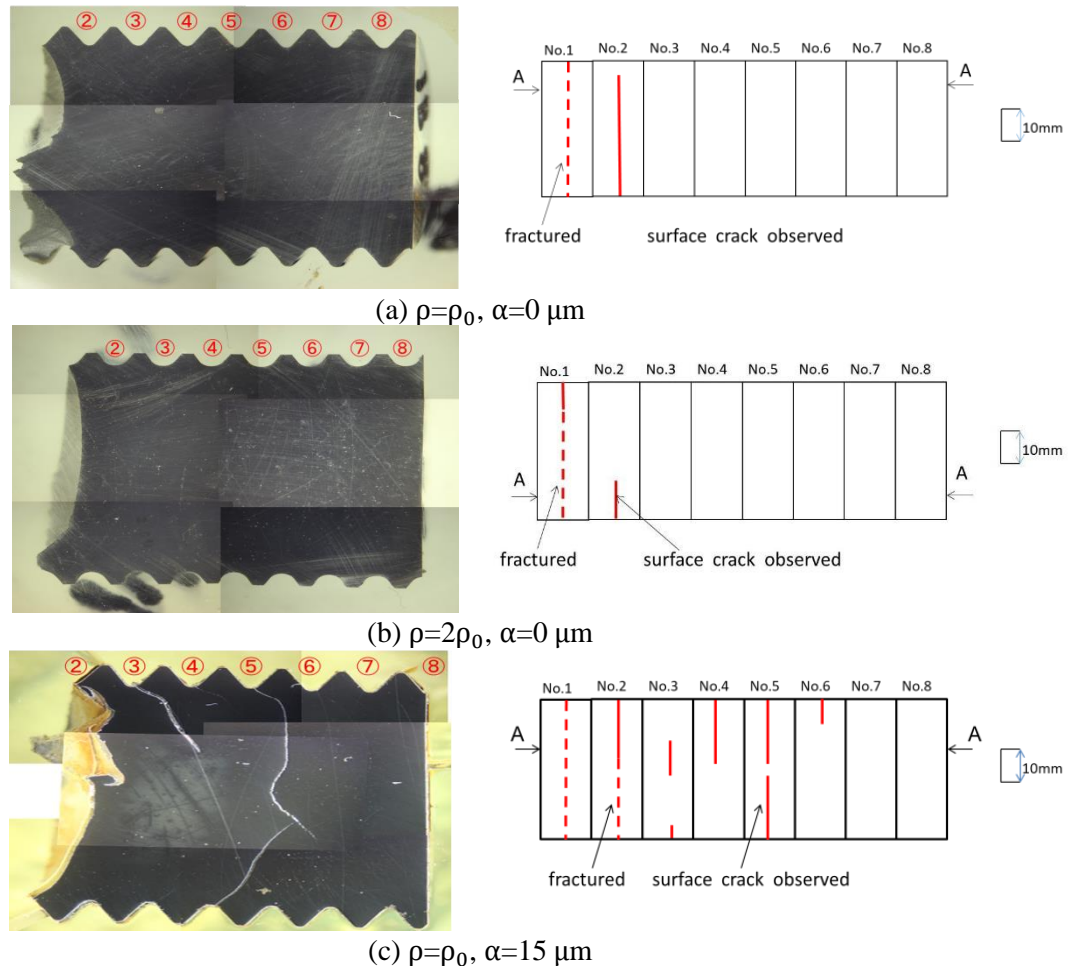 ② ③ ④ ⑤ ⑥ ⑦ ⑧
No.1 No.2 No.3 No.4 No.5 No.6 No.7 No.8
A A
10mm
fractured surface crack observed
(a) ρ=ρ₀, α=0 μm
② ③ ④ ⑤ ⑥ ⑦ ⑧
No.1 No.2 No.3 No.4 No.5 No.6 No.7 No.8
A A
10mm
fractured surface crack observed
(b) ρ=2ρ₀, α=0 μm
② ③ ④ ⑤ ⑥ ⑦ ⑧
No.1 No.2 No.3 No.4 No.5 No.6 No.7 No.8
A A
10mm
fractured surface crack observed
(c) ρ=ρ₀, α=15 μm